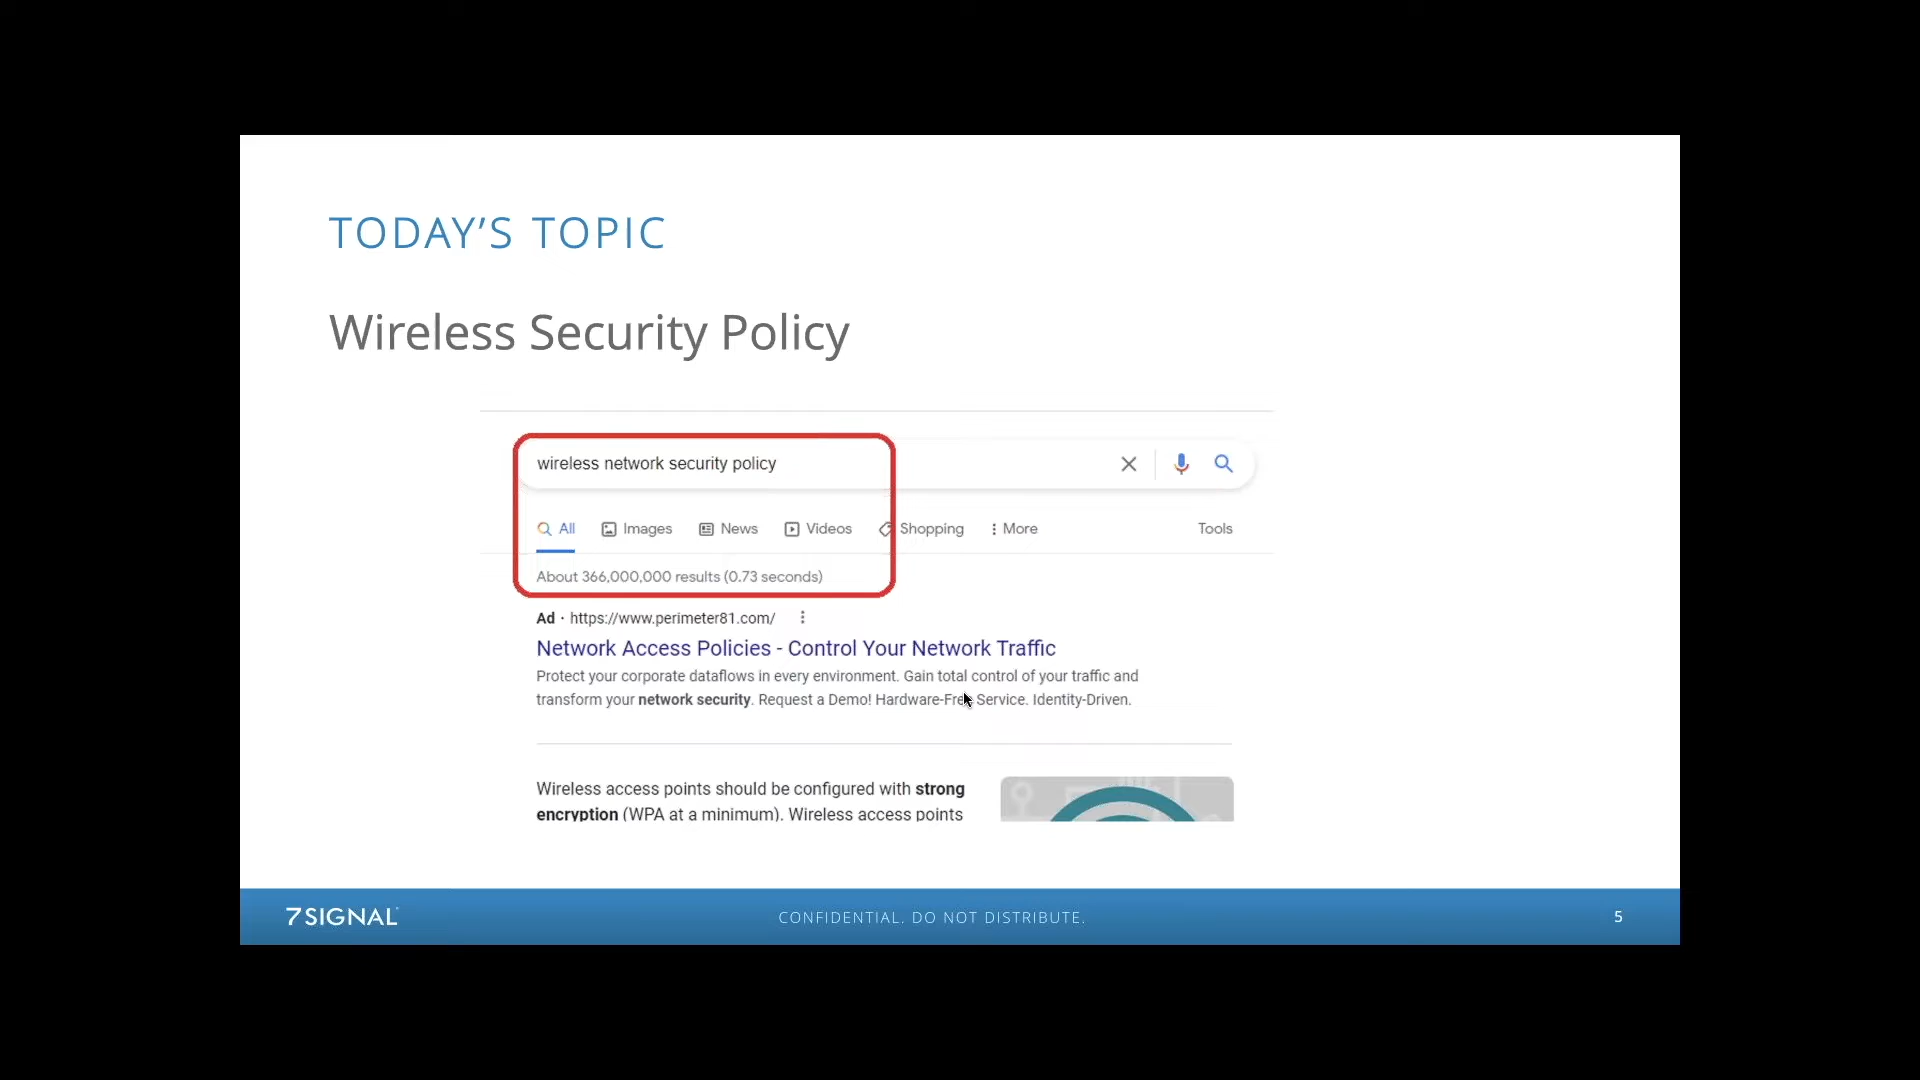 TODAY’S TOPIC
Wireless Security Policy
wireless network security policy
All Images News Videos Shopping More Tools
About 366,000,000 results (0.73 seconds)
Ad · https://www.perimeter81.com/
Network Access Policies - Control Your Network Traffic
Protect your corporate dataflows in every environment. Gain total control of your traffic and
transform your network security. Request a Demo! Hardware-Free Service. Identity-Driven.
Wireless access points should be configured with strong
encryption (WPA at a minimum). Wireless access points
7SIGNAL CONFIDENTIAL. DO NOT DISTRIBUTE. 5